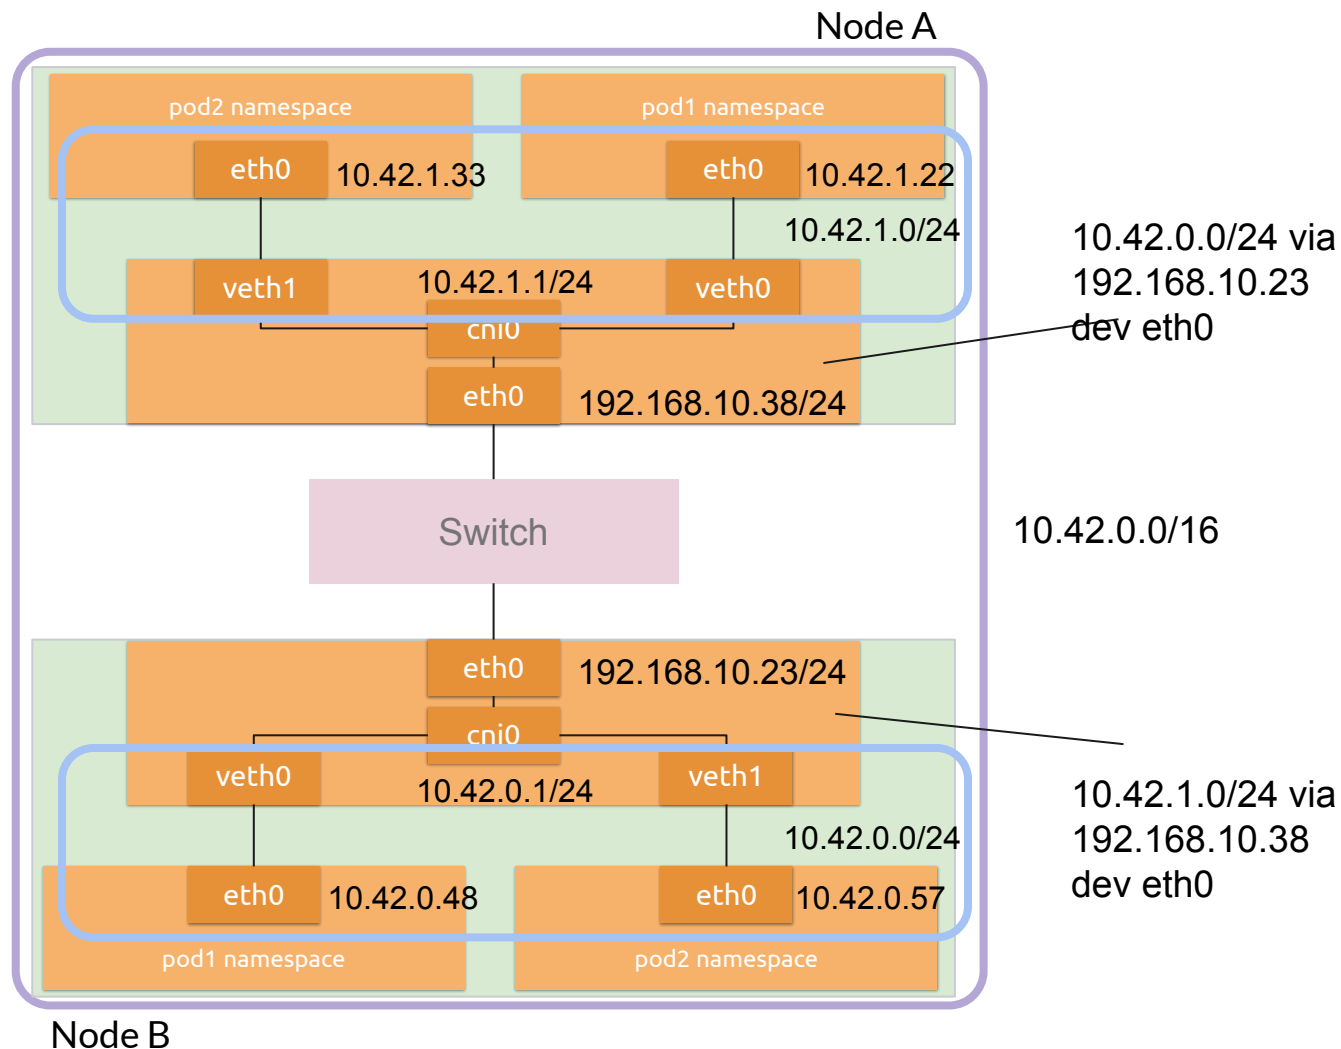 Node A
pod2 namespace
pod1 namespace
eth0
10.42.1.33
eth0
10.42.1.22
10.42.1.0/24
10.42.0.0/24 via
192.168.10.23
dev eth0
veth1
10.42.1.1/24
veth0
cni0
eth0
192.168.10.38/24
Switch
10.42.0.0/16
eth0
192.168.10.23/24
cni0
veth0
10.42.0.1/24
veth1
10.42.1.0/24 via
192.168.10.38
dev eth0
10.42.0.0/24
eth0
10.42.0.48
eth0
10.42.0.57
pod1 namespace
pod2 namespace
Node B